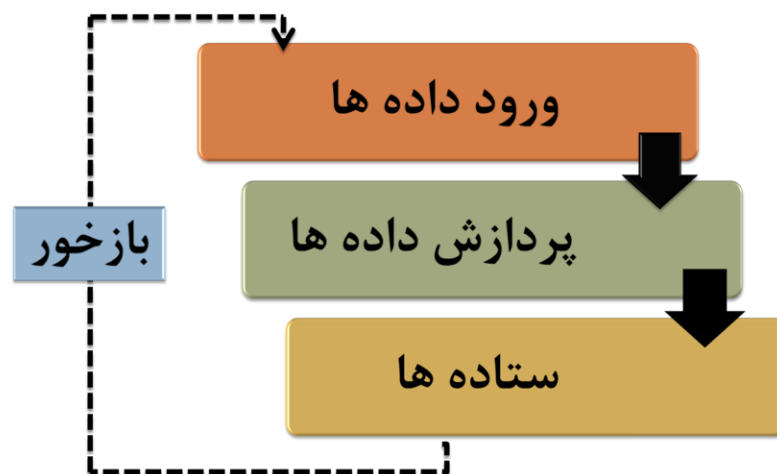 ورود داده ها
پردازش داده ها
بازخور
ستاده ها